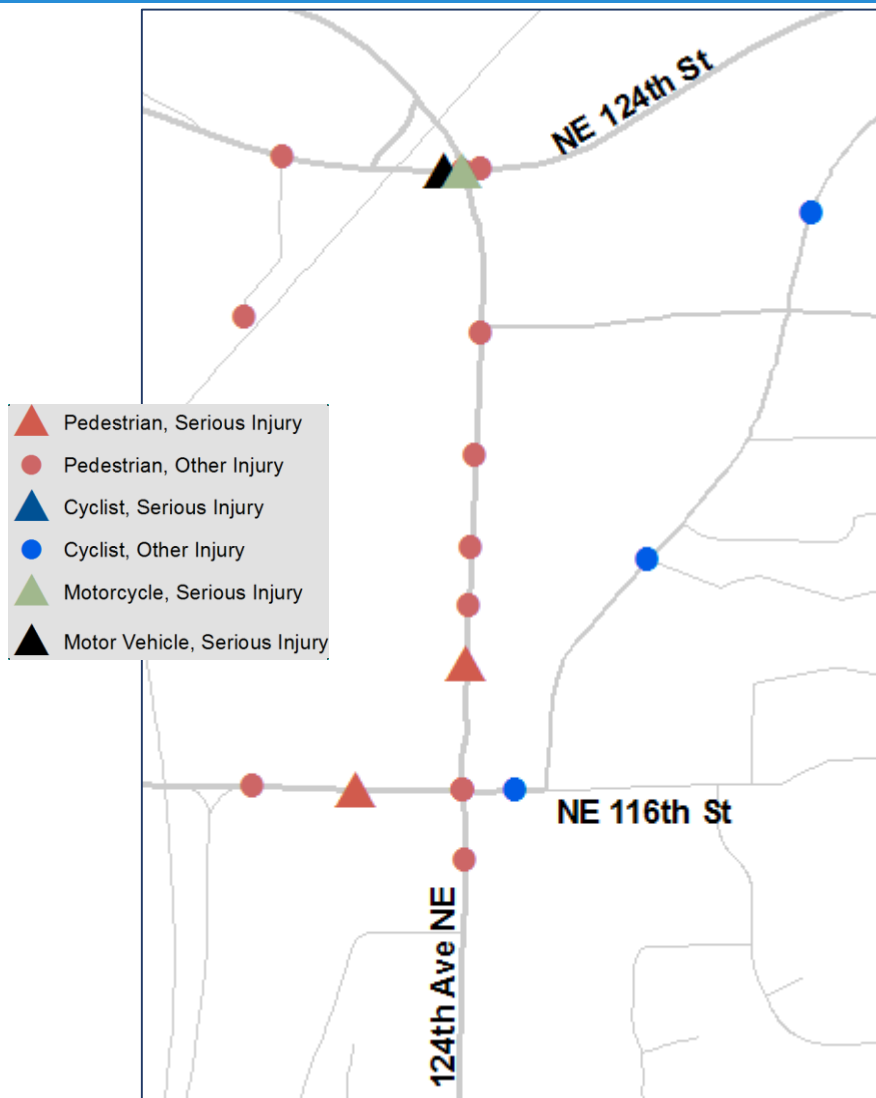 NE 124th St
Pedestrian, Serious Injury
Pedestrian, Other Injury
Cyclist, Serious Injury
Cyclist, Other Injury
Motorcycle, Serious Injury
Motor Vehicle, Serious Injury
NE 116th St
124th Ave NE